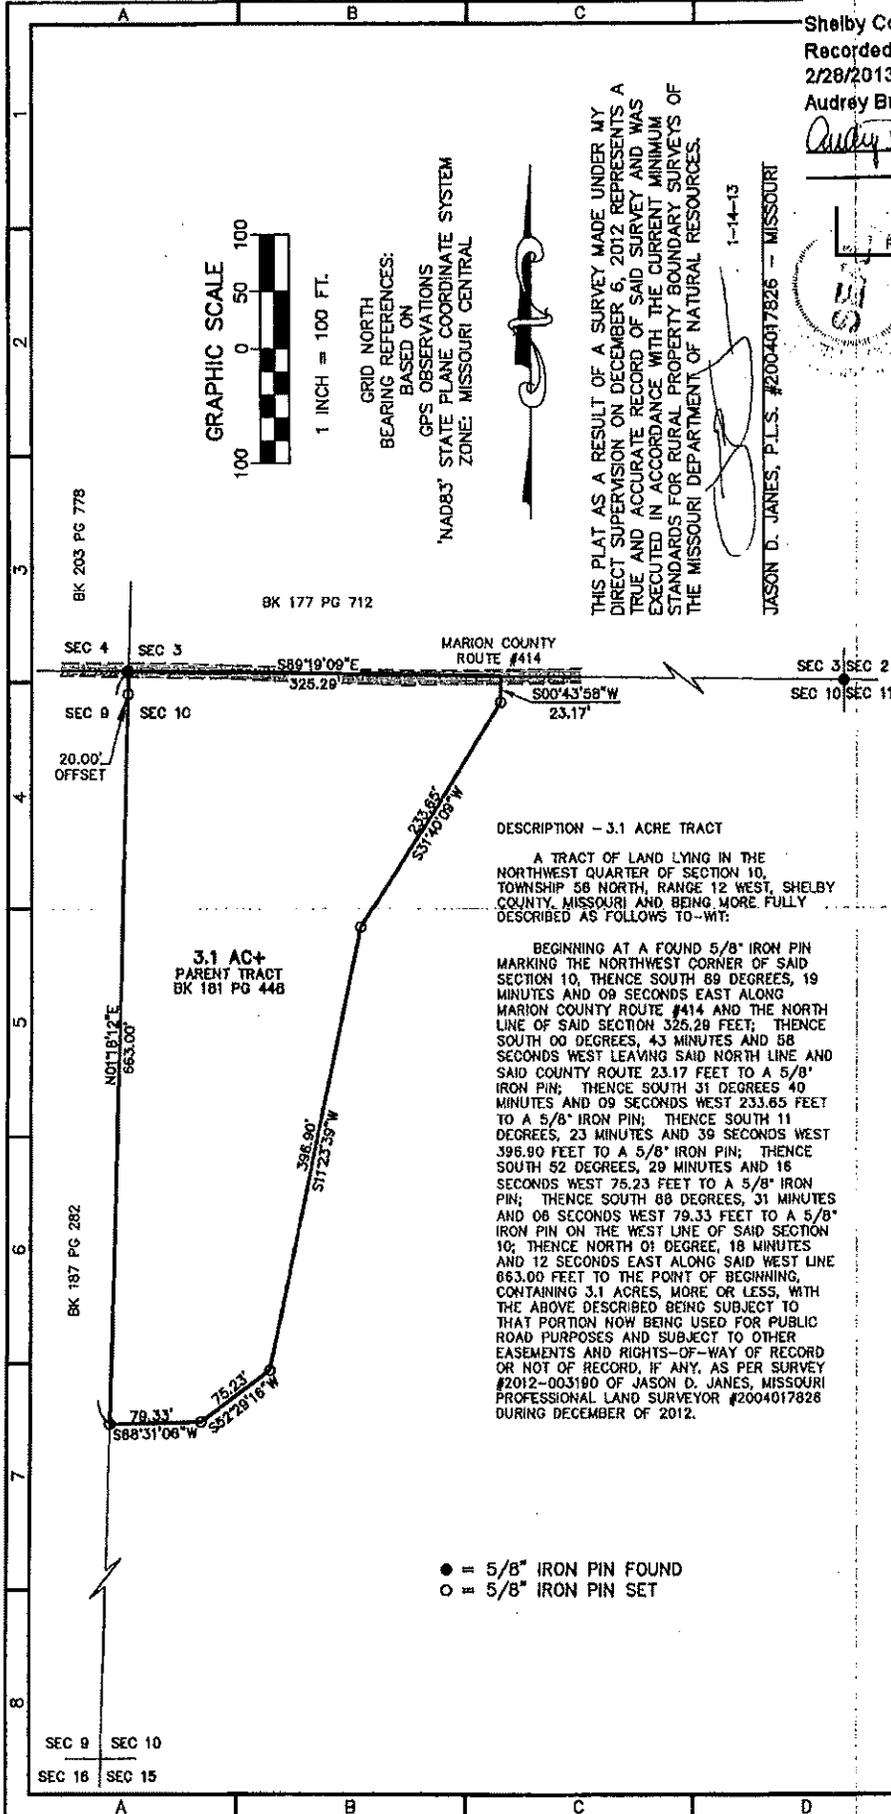 A B C
Shelby Co
Recorded
2/28/2013
Audrey B
1
2
3
4
5
6
7
8
GRAPHIC SCALE
100 0 50 100
1 INCH = 100 FT.
GRID NORTH
BEARING REFERENCES:
BASED ON
GPS OBSERVATIONS
'NAD83' STATE PLANE COORDINATE SYSTEM
ZONE: MISSOURI CENTRAL
THIS PLAT AS A RESULT OF A SURVEY MADE UNDER MY
DIRECT SUPERVISION ON DECEMBER 6, 2012 REPRESENTS A
TRUE AND ACCURATE RECORD OF SAID SURVEY AND WAS
EXECUTED IN ACCORDANCE WITH THE CURRENT MINIMUM
STANDARDS FOR RURAL PROPERTY BOUNDARY SURVEYS OF
THE MISSOURI DEPARTMENT OF NATURAL RESOURCES.
1-14-13
JASON D. JANES, P.L.S. #2004017826 - MISSOURI
SEAL
BK 203 PG 778
BK 177 PG 712
SEC 4 SEC 3
SEC 9 SEC 10
S89°19'09"E
325.29'
MARION COUNTY
ROUTE #414
S00°43'58"W
23.17'
SEC 3 SEC 2
SEC 10 SEC 11
20.00'
OFFSET
233.65'
S31°40'09"W
3.1 AC±
PARENT TRACT
BK 181 PG 448
N01°18'12"E
663.00'
396.90'
S11°23'39"W
BK 187 PG 282
75.23'
S52°29'16"W
79.33'
S88°31'06"W
DESCRIPTION - 3.1 ACRE TRACT
A TRACT OF LAND LYING IN THE
NORTHWEST QUARTER OF SECTION 10,
TOWNSHIP 56 NORTH, RANGE 12 WEST, SHELBY
COUNTY, MISSOURI AND BEING MORE FULLY
DESCRIBED AS FOLLOWS TO-WIT:
BEGINNING AT A FOUND 5/8" IRON PIN
MARKING THE NORTHWEST CORNER OF SAID
SECTION 10, THENCE SOUTH 89 DEGREES, 19
MINUTES AND 09 SECONDS EAST ALONG
MARION COUNTY ROUTE #414 AND THE NORTH
LINE OF SAID SECTION 325.29 FEET; THENCE
SOUTH 00 DEGREES, 43 MINUTES AND 58
SECONDS WEST LEAVING SAID NORTH LINE AND
SAID COUNTY ROUTE 23.17 FEET TO A 5/8"
IRON PIN; THENCE SOUTH 31 DEGREES 40
MINUTES AND 09 SECONDS WEST 233.65 FEET
TO A 5/8" IRON PIN; THENCE SOUTH 11
DEGREES, 23 MINUTES AND 39 SECONDS WEST
396.90 FEET TO A 5/8" IRON PIN; THENCE
SOUTH 52 DEGREES, 29 MINUTES AND 16
SECONDS WEST 75.23 FEET TO A 5/8" IRON
PIN; THENCE SOUTH 88 DEGREES, 31 MINUTES
AND 06 SECONDS WEST 79.33 FEET TO A 5/8"
IRON PIN ON THE WEST LINE OF SAID SECTION
10; THENCE NORTH 01 DEGREE, 18 MINUTES
AND 12 SECONDS EAST ALONG SAID WEST LINE
663.00 FEET TO THE POINT OF BEGINNING,
CONTAINING 3.1 ACRES, MORE OR LESS, WITH
THE ABOVE DESCRIBED BEING SUBJECT TO
THAT PORTION NOW BEING USED FOR PUBLIC
ROAD PURPOSES AND SUBJECT TO OTHER
EASEMENTS AND RIGHTS-OF-WAY OF RECORD
OR NOT OF RECORD, IF ANY. AS PER SURVEY
#2012-003190 OF JASON D. JANES, MISSOURI
PROFESSIONAL LAND SURVEYOR #2004017826
DURING DECEMBER OF 2012.
● = 5/8" IRON PIN FOUND
○ = 5/8" IRON PIN SET
SEC 9 SEC 10
SEC 16 SEC 15
A B C D